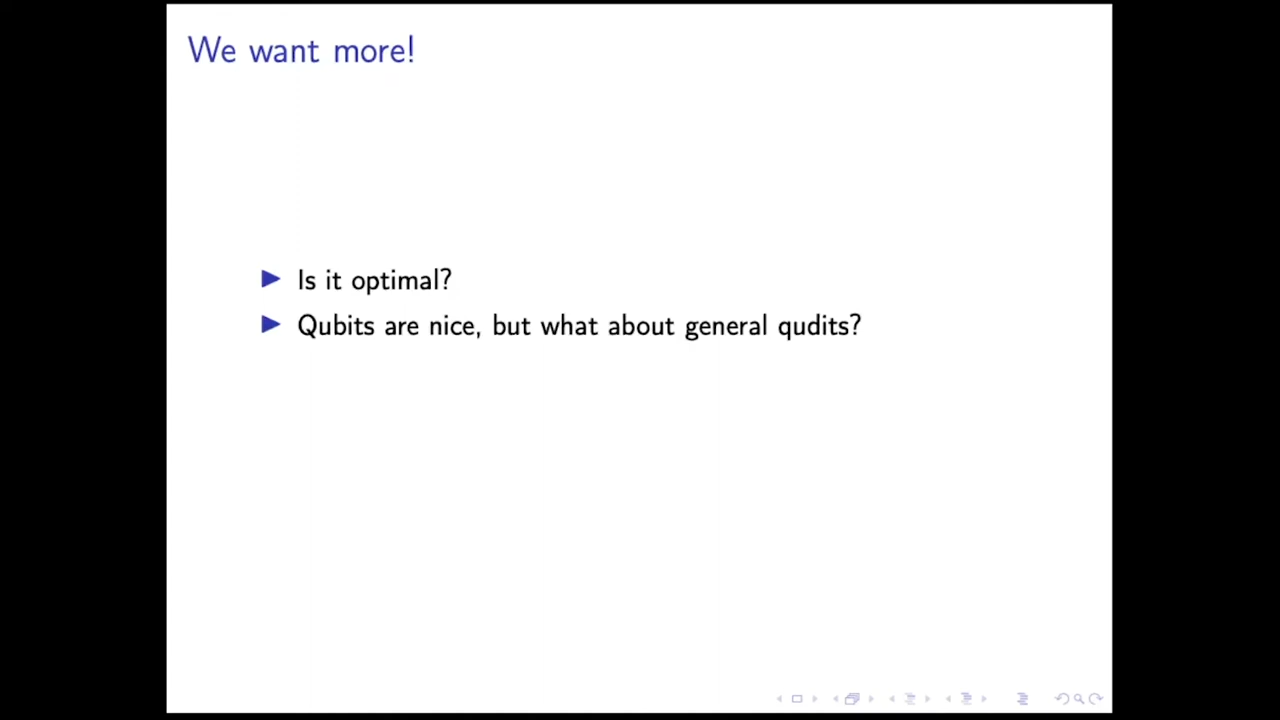 We want more!
Is it optimal?
Qubits are nice, but what about general qudits?